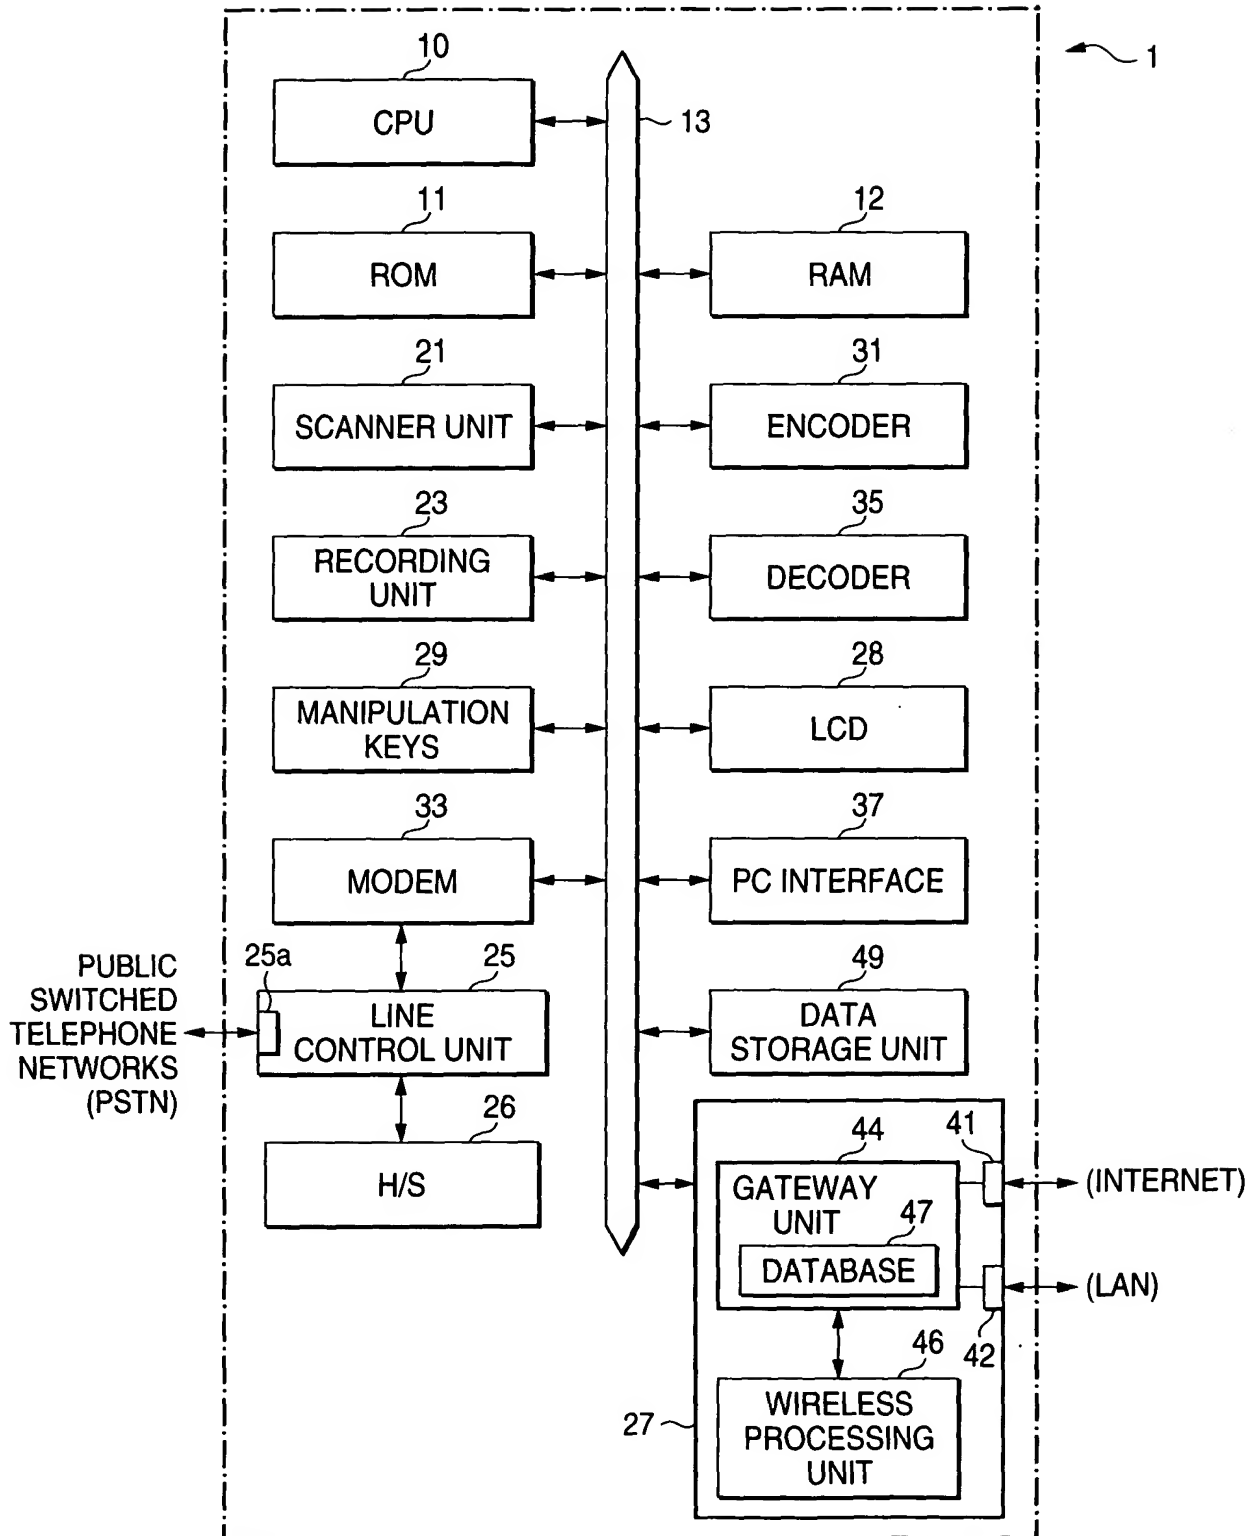 1
10
CPU
13
11
ROM
12
RAM
21
SCANNER UNIT
31
ENCODER
23
RECORDING
UNIT
35
DECODER
29
MANIPULATION
KEYS
28
LCD
33
MODEM
37
PC INTERFACE
PUBLIC
SWITCHED
TELEPHONE
NETWORKS
(PSTN)
25a
25
LINE
CONTROL UNIT
49
DATA
STORAGE UNIT
26
H/S
44
GATEWAY
UNIT
47
DATABASE
41
(INTERNET)
(LAN)
42
46
WIRELESS
PROCESSING
UNIT
27